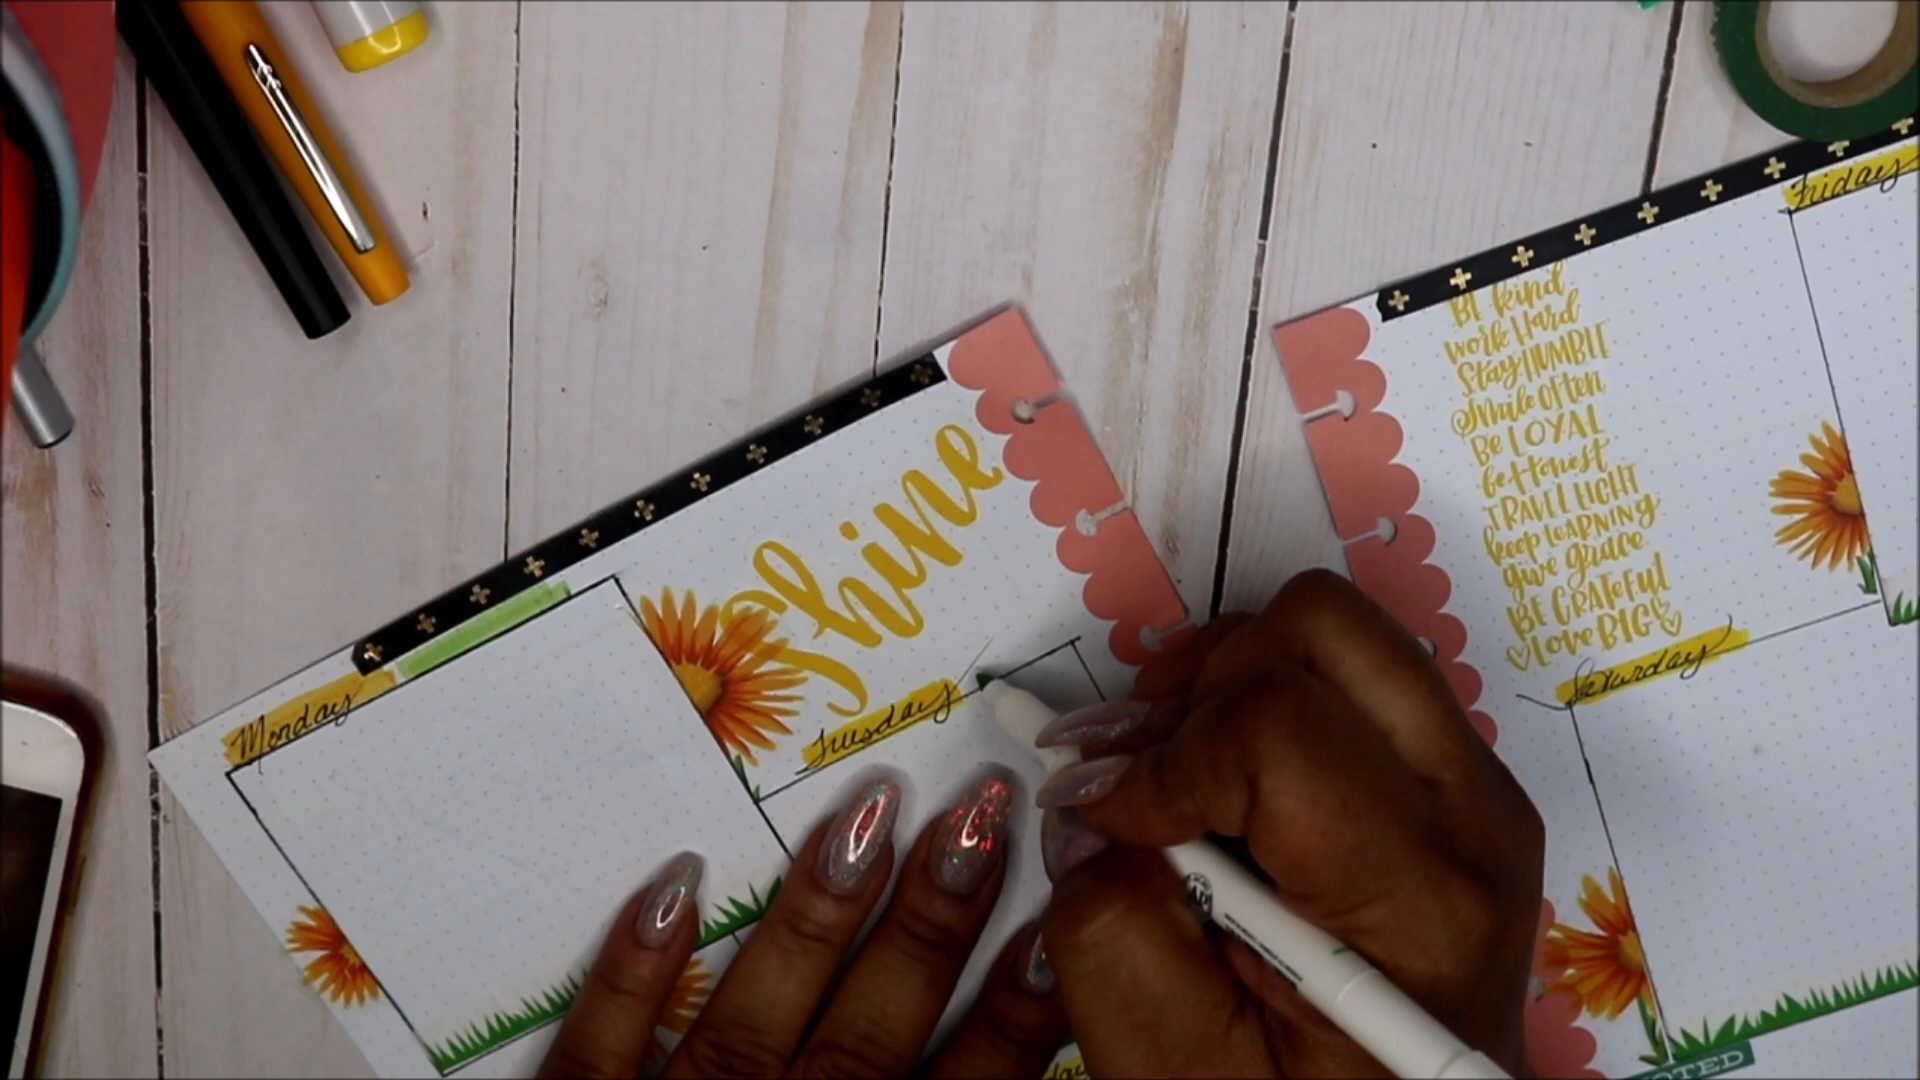 Monday
Shine
Tuesday
BE kind
work Hard
Stay HUMBLE
Smile Often
Be LOYAL
be Honest
TRAVEL LIGHT
keep LEARNING
give grace
BE GRATEFUL
Love BIG
Friday
Saturday